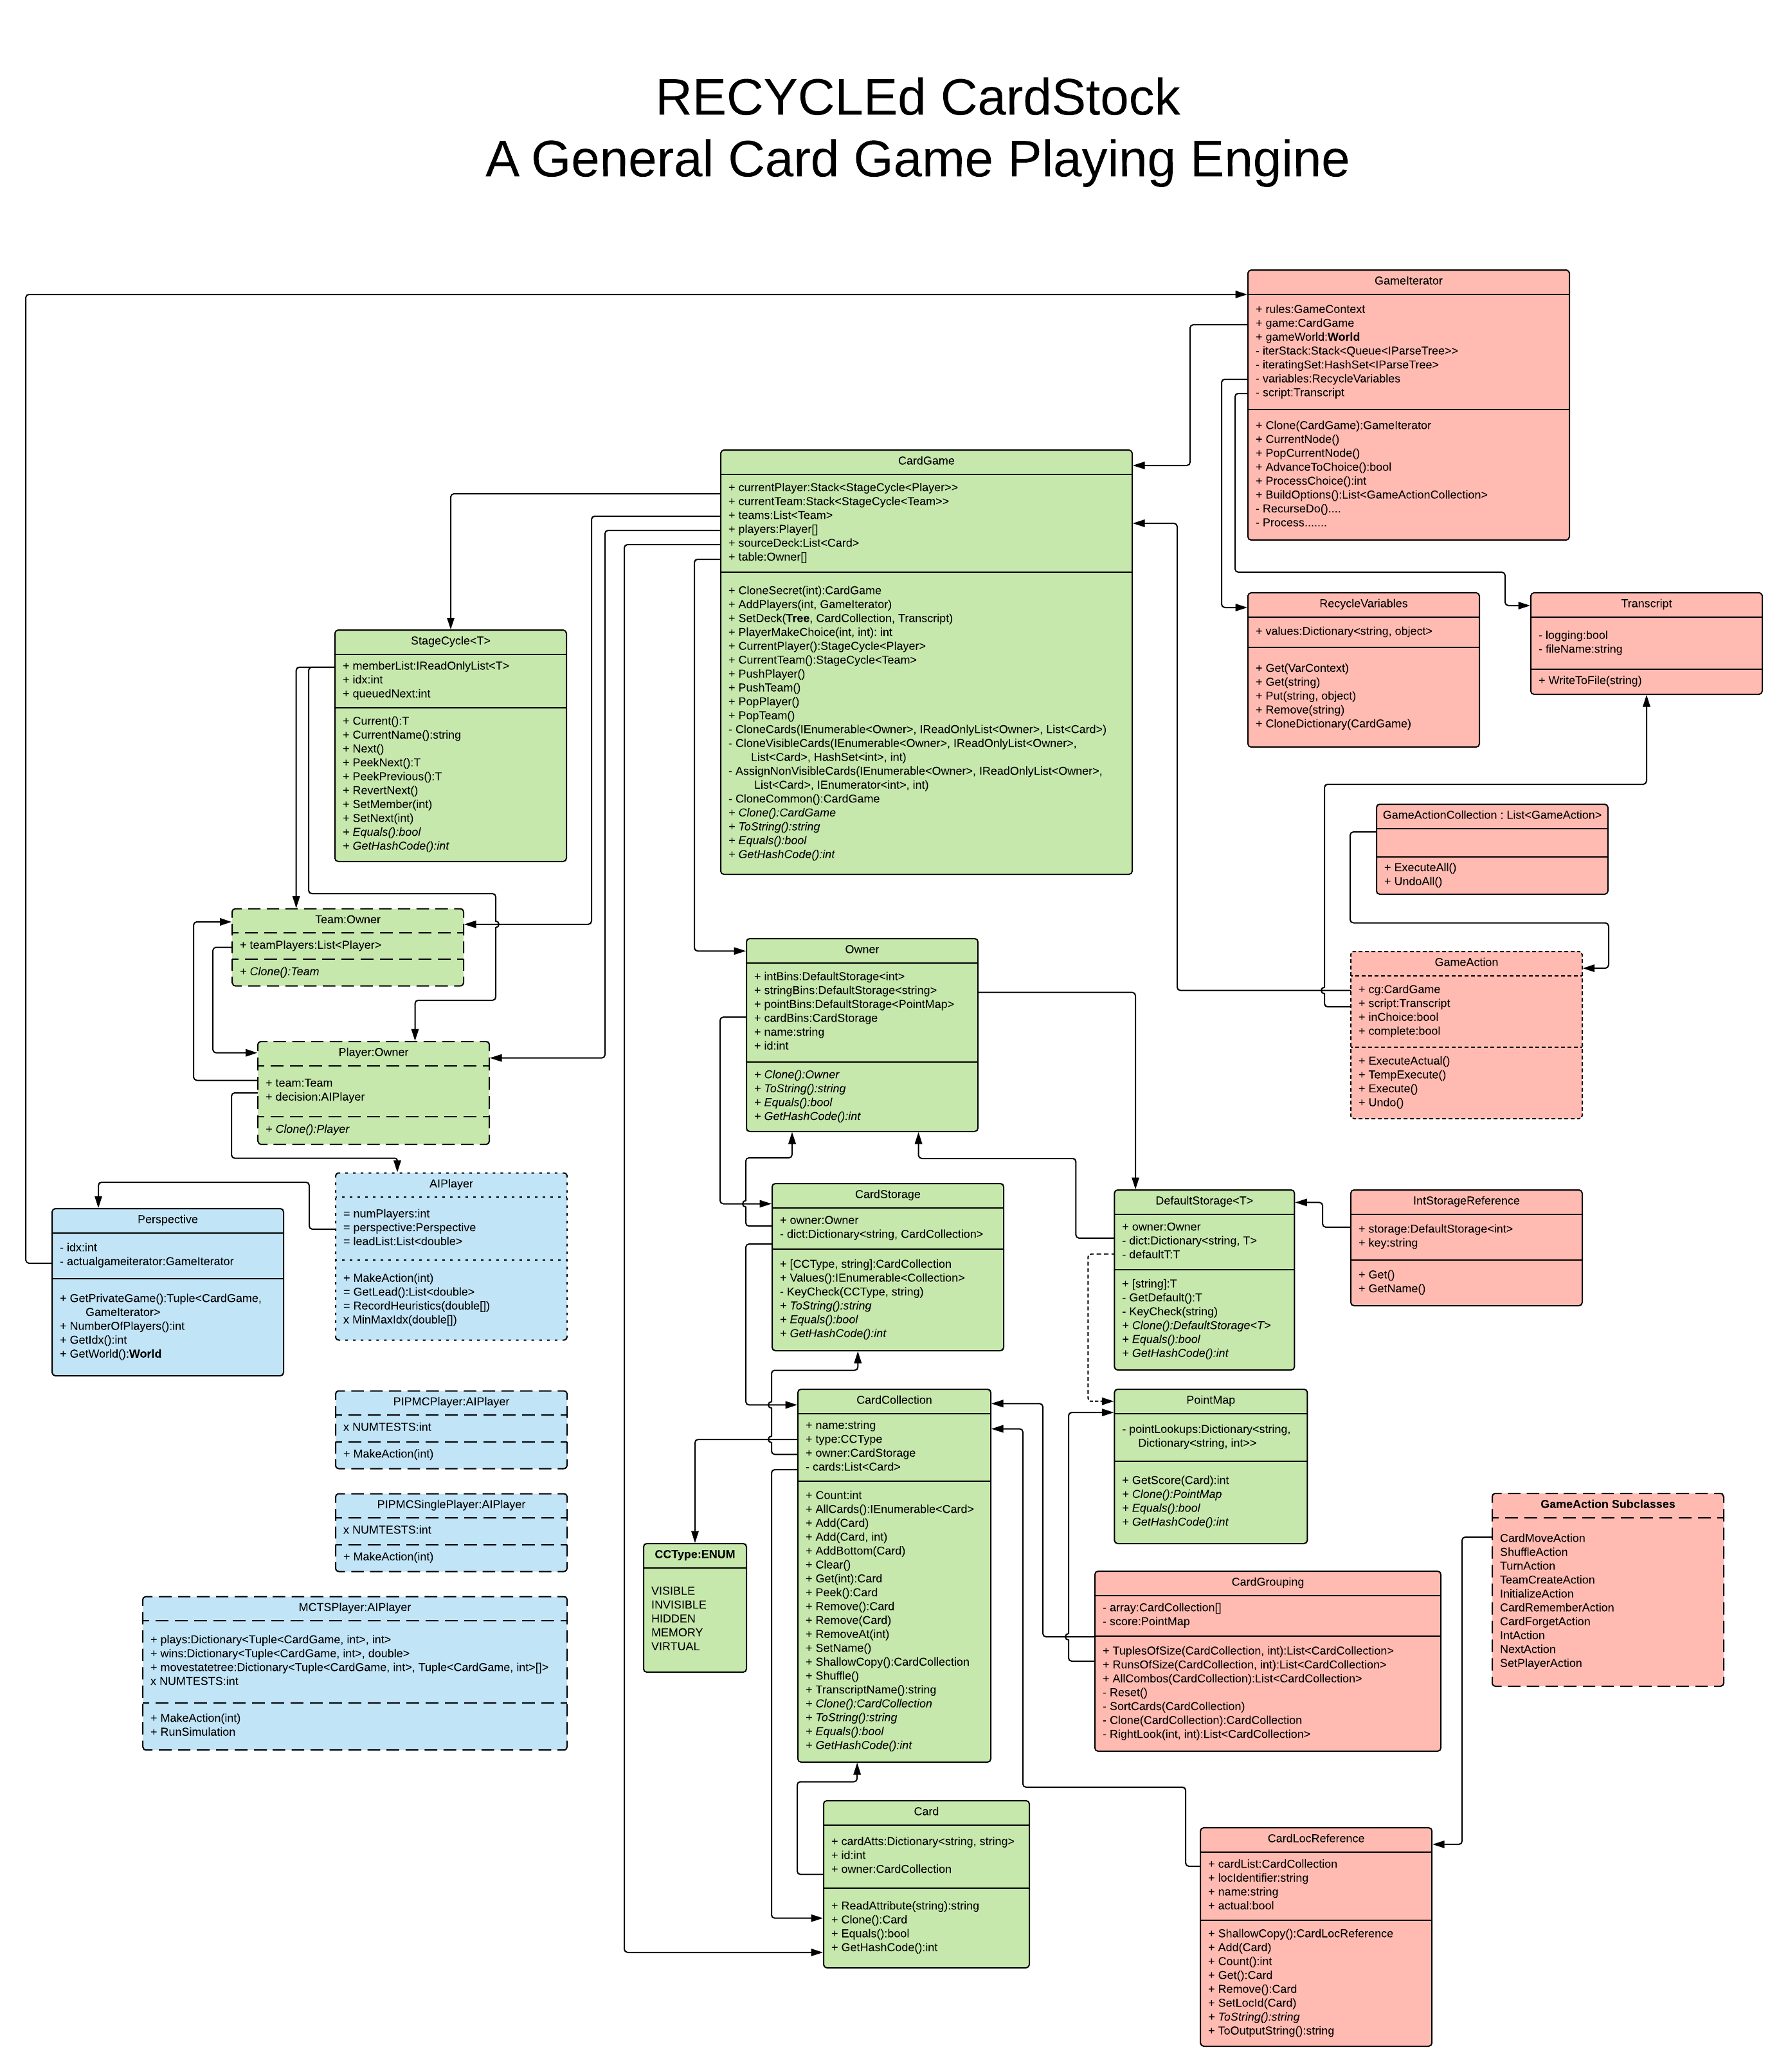 RECYCLEd CardStock
A General Card Game Playing Engine
GameIterator
+ rules:GameContext
+ game:CardGame
+ gameWorld:World
- iterStack:Stack<Queue<IParseTree>>
- iteratingSet:HashSet<IParseTree>
- variables:RecycleVariables
- script:Transcript
+ Clone(CardGame):GameIterator
+ CurrentNode()
+ PopCurrentNode()
+ AdvanceToChoice():bool
+ ProcessChoice():int
+ BuildOptions():List<GameActionCollection>
- RecurseDo()....
- Process.......
CardGame
+ currentPlayer:Stack<StageCycle<Player>>
+ currentTeam:Stack<StageCycle<Team>>
+ teams:List<Team>
+ players:Player[]
+ sourceDeck:List<Card>
+ table:Owner[]
+ CloneSecret(int):CardGame
+ AddPlayers(int, GameIterator)
+ SetDeck(Tree, CardCollection, Transcript)
+ PlayerMakeChoice(int, int): int
+ CurrentPlayer():StageCycle<Player>
+ CurrentTeam():StageCycle<Team>
+ PushPlayer()
+ PushTeam()
+ PopPlayer()
+ PopTeam()
- CloneCards(IEnumerable<Owner>, IReadOnlyList<Owner>, List<Card>)
- CloneVisibleCards(IEnumerable<Owner>, IReadOnlyList<Owner>,
List<Card>, HashSet<int>, int)
- AssignNonVisibleCards(IEnumerable<Owner>, IReadOnlyList<Owner>,
List<Card>, IEnumerator<int>, int)
- CloneCommon():CardGame
+ Clone():CardGame
+ ToString():string
+ Equals():bool
+ GetHashCode():int
RecycleVariables
+ values:Dictionary<string, object>
+ Get(VarContext)
+ Get(string)
+ Put(string, object)
+ Remove(string)
+ CloneDictionary(CardGame)
Transcript
- logging:bool
- fileName:string
+ WriteToFile(string)
StageCycle<T>
+ memberList:IReadOnlyList<T>
+ idx:int
+ queuedNext:int
+ Current():T
+ CurrentName():string
+ Next()
+ PeekNext():T
+ PeekPrevious():T
+ RevertNext()
+ SetMember(int)
+ SetNext(int)
+ Equals():bool
+ GetHashCode():int
GameActionCollection : List<GameAction>
+ ExecuteAll()
+ UndoAll()
Team:Owner
+ teamPlayers:List<Player>
+ Clone():Team
Owner
+ intBins:DefaultStorage<int>
+ stringBins:DefaultStorage<string>
+ pointBins:DefaultStorage<PointMap>
+ cardBins:CardStorage
+ name:string
+ id:int
+ Clone():Owner
+ ToString():string
+ Equals():bool
+ GetHashCode():int
GameAction
+ cg:CardGame
+ script:Transcript
+ inChoice:bool
+ complete:bool
+ ExecuteActual()
+ TempExecute()
+ Execute()
+ Undo()
Player:Owner
+ team:Team
+ decision:AIPlayer
+ Clone():Player
AIPlayer
= numPlayers:int
= perspective:Perspective
= leadList:List<double>
+ MakeAction(int)
= GetLead():List<double>
= RecordHeuristics(double[])
x MinMaxIdx(double[])
Perspective
- idx:int
- actualgameiterator:GameIterator
+ GetPrivateGame():Tuple<CardGame,
GameIterator>
+ NumberOfPlayers():int
+ GetIdx():int
+ GetWorld():World
CardStorage
+ owner:Owner
- dict:Dictionary<string, CardCollection>
+ [CCType, string]:CardCollection
+ Values():IEnumerable<Collection>
- KeyCheck(CCType, string)
+ ToString():string
+ Equals():bool
+ GetHashCode():int
DefaultStorage<T>
+ owner:Owner
- dict:Dictionary<string, T>
- defaultT:T
+ [string]:T
- GetDefault():T
- KeyCheck(string)
+ Clone():DefaultStorage<T>
+ Equals():bool
+ GetHashCode():int
IntStorageReference
+ storage:DefaultStorage<int>
+ key:string
+ Get()
+ GetName()
PIPMCPlayer:AIPlayer
x NUMTESTS:int
+ MakeAction(int)
CardCollection
+ name:string
+ type:CCType
+ owner:CardStorage
- cards:List<Card>
+ Count:int
+ AllCards():IEnumerable<Card>
+ Add(Card)
+ Add(Card, int)
+ AddBottom(Card)
+ Clear()
+ Get(int):Card
+ Peek():Card
+ Remove():Card
+ Remove(Card)
+ RemoveAt(int)
+ SetName()
+ ShallowCopy():CardCollection
+ Shuffle()
+ TranscriptName():string
+ Clone():CardCollection
+ ToString():string
+ Equals():bool
+ GetHashCode():int
PointMap
- pointLookups:Dictionary<string,
Dictionary<string, int>>
+ GetScore(Card):int
+ Clone():PointMap
+ Equals():bool
+ GetHashCode():int
PIPMCSinglePlayer:AIPlayer
x NUMTESTS:int
+ MakeAction(int)
CCType:ENUM
VISIBLE
INVISIBLE
HIDDEN
MEMORY
VIRTUAL
GameAction Subclasses
CardMoveAction
ShuffleAction
TurnAction
TeamCreateAction
InitializeAction
CardRememberAction
CardForgetAction
IntAction
NextAction
SetPlayerAction
CardGrouping
- array:CardCollection[]
- score:PointMap
+ TuplesOfSize(CardCollection, int):List<CardCollection>
+ RunsOfSize(CardCollection, int):List<CardCollection>
+ AllCombos(CardCollection):List<CardCollection>
- Reset()
- SortCards(CardCollection)
- Clone(CardCollection):CardCollection
- RightLook(int, int):List<CardCollection>
MCTSPlayer:AIPlayer
+ plays:Dictionary<Tuple<CardGame, int>, int>
+ wins:Dictionary<Tuple<CardGame, int>, double>
+ movestatetree:Dictionary<Tuple<CardGame, int>, Tuple<CardGame, int>[]>
x NUMTESTS:int
+ MakeAction(int)
+ RunSimulation
Card
+ cardAtts:Dictionary<string, string>
+ id:int
+ owner:CardCollection
+ ReadAttribute(string):string
+ Clone():Card
+ Equals():bool
+ GetHashCode():int
CardLocReference
+ cardList:CardCollection
+ locIdentifier:string
+ name:string
+ actual:bool
+ ShallowCopy():CardLocReference
+ Add(Card)
+ Count():int
+ Get():Card
+ Remove():Card
+ SetLocId(Card)
+ ToString():string
+ ToOutputString():string